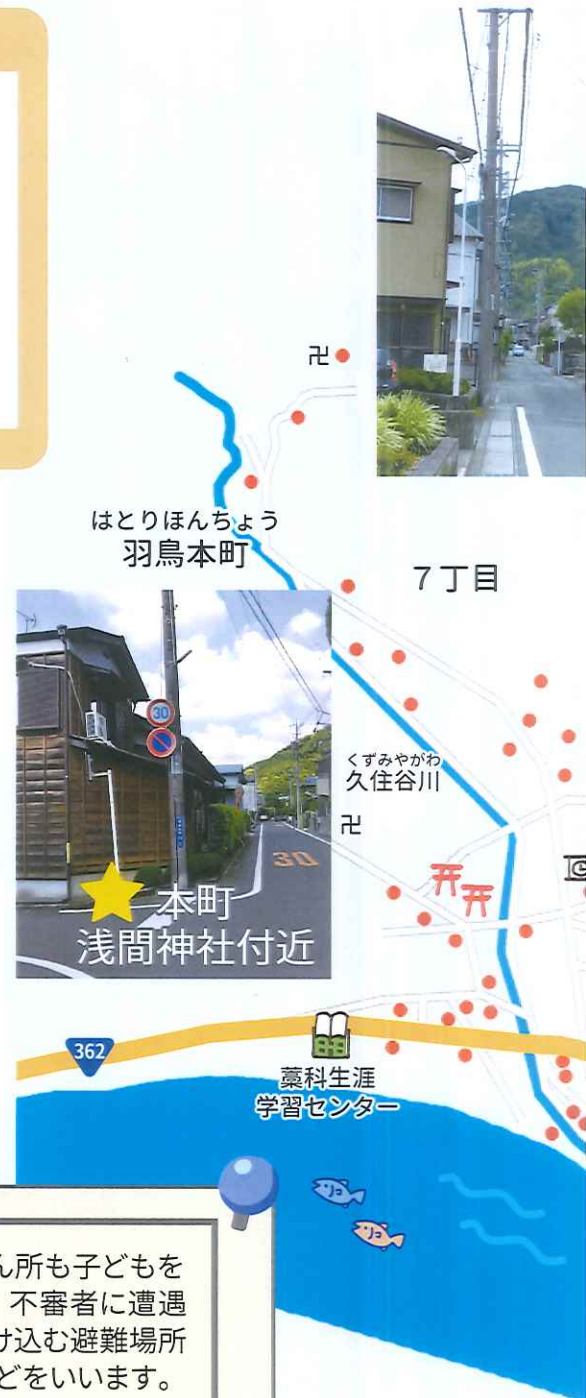 はとりほんちょう
羽鳥本町
7丁目
30
くずみやがわ
久住谷川
30
本町
浅間神社付近
362
藁科生涯
学習センター
ん所も子どもを
不審者に遭遇
け込む避難場所
どをいいます。